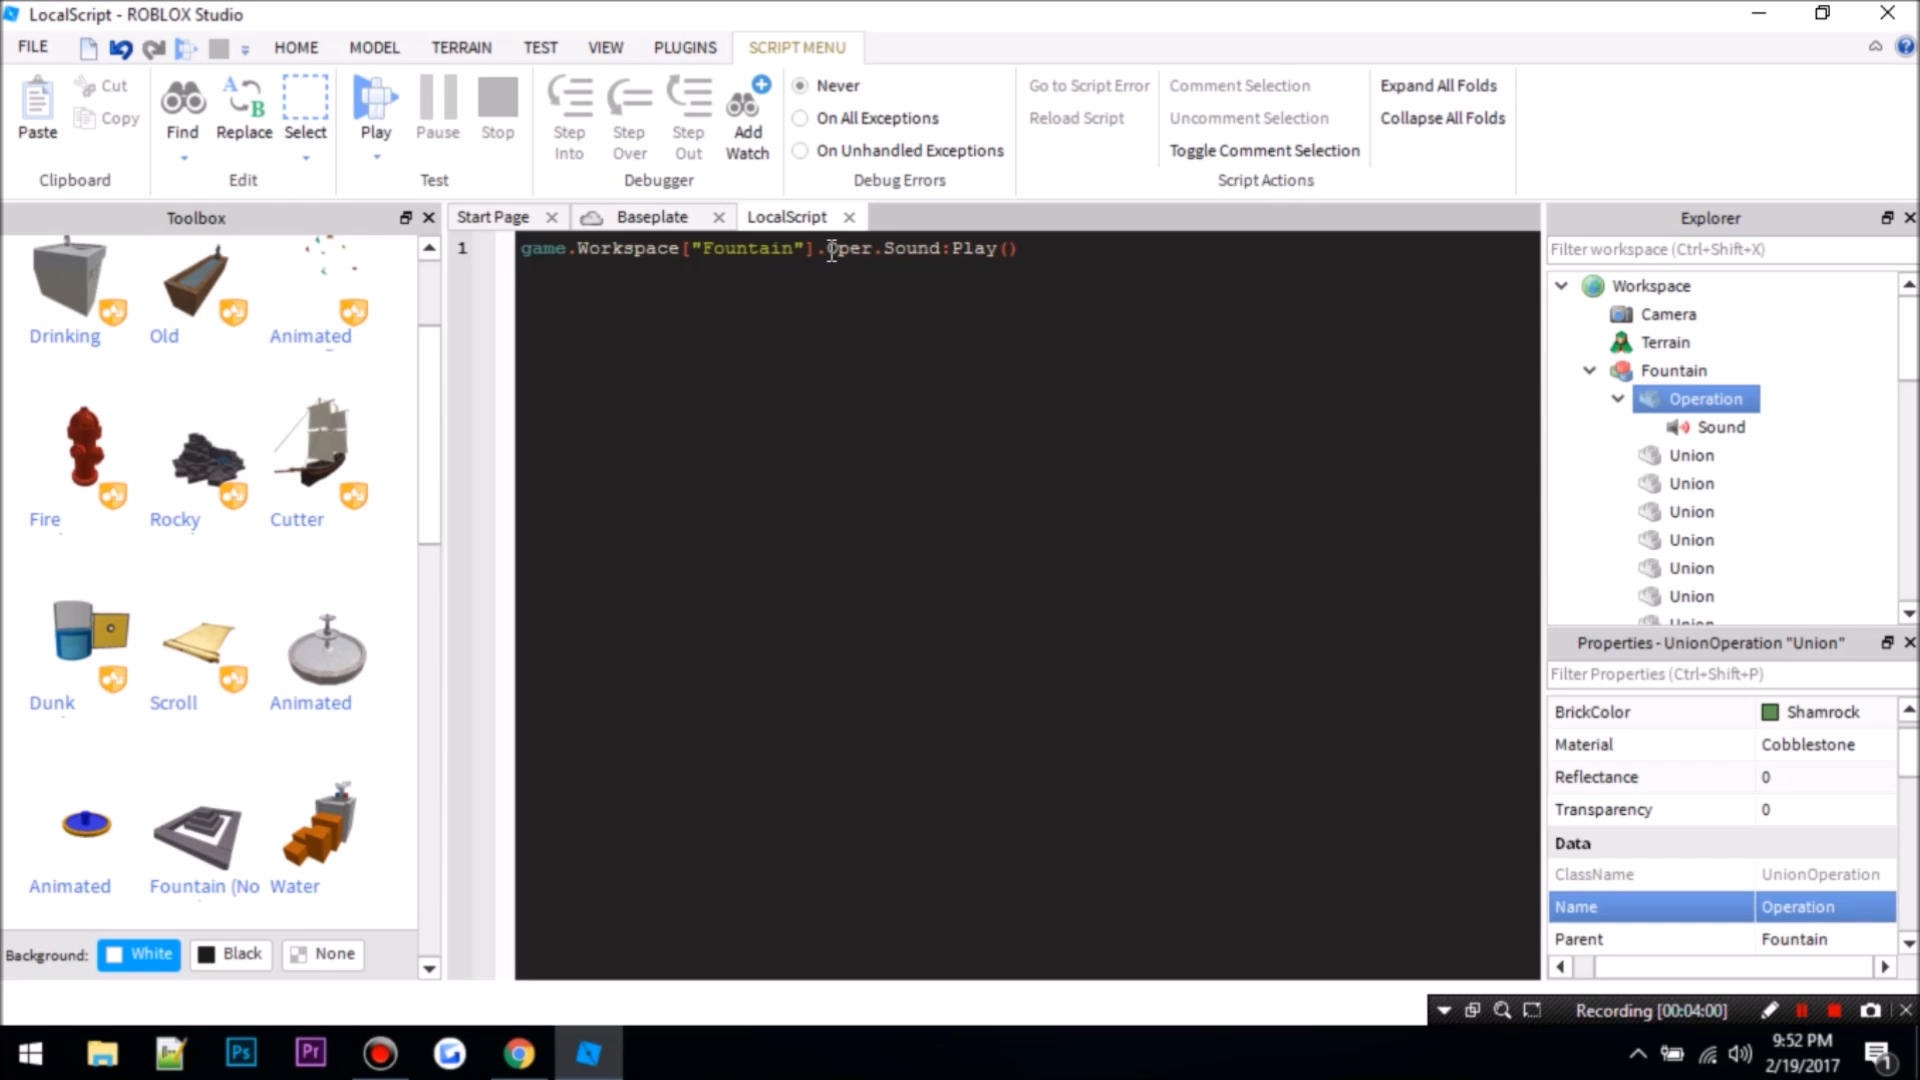 LocalScript - ROBLOX Studio
FILE HOME MODEL TERRAIN TEST VIEW PLUGINS SCRIPT MENU
Paste Cut Copy Clipboard
Find Replace Select Edit
Play Pause Stop Test
Step Into Step Over Step Out Add Watch Debugger
Never
On All Exceptions
On Unhandled Exceptions
Debug Errors
Go to Script Error
Reload Script
Comment Selection
Uncomment Selection
Toggle Comment Selection
Script Actions
Expand All Folds
Collapse All Folds
Toolbox
Drinking Old Animated
Fire Rocky Cutter
Dunk Scroll Animated
Animated Fountain (No Water
Background: White Black None
Start Page Baseplate LocalScript
1 game.Workspace["Fountain"].Oper.Sound:Play()
Explorer
Filter workspace (Ctrl+Shift+X)
Workspace
Camera
Terrain
Fountain
Operation
Sound
Union
Union
Union
Union
Union
Union
Union
Properties - UnionOperation "Union"
Filter Properties (Ctrl+Shift+P)
BrickColor Shamrock
Material Cobblestone
Reflectance 0
Transparency 0
Data
ClassName UnionOperation
Name Operation
Parent Fountain
Recording [00:04:00]
Ps Pr
9:52 PM
2/19/2017
1